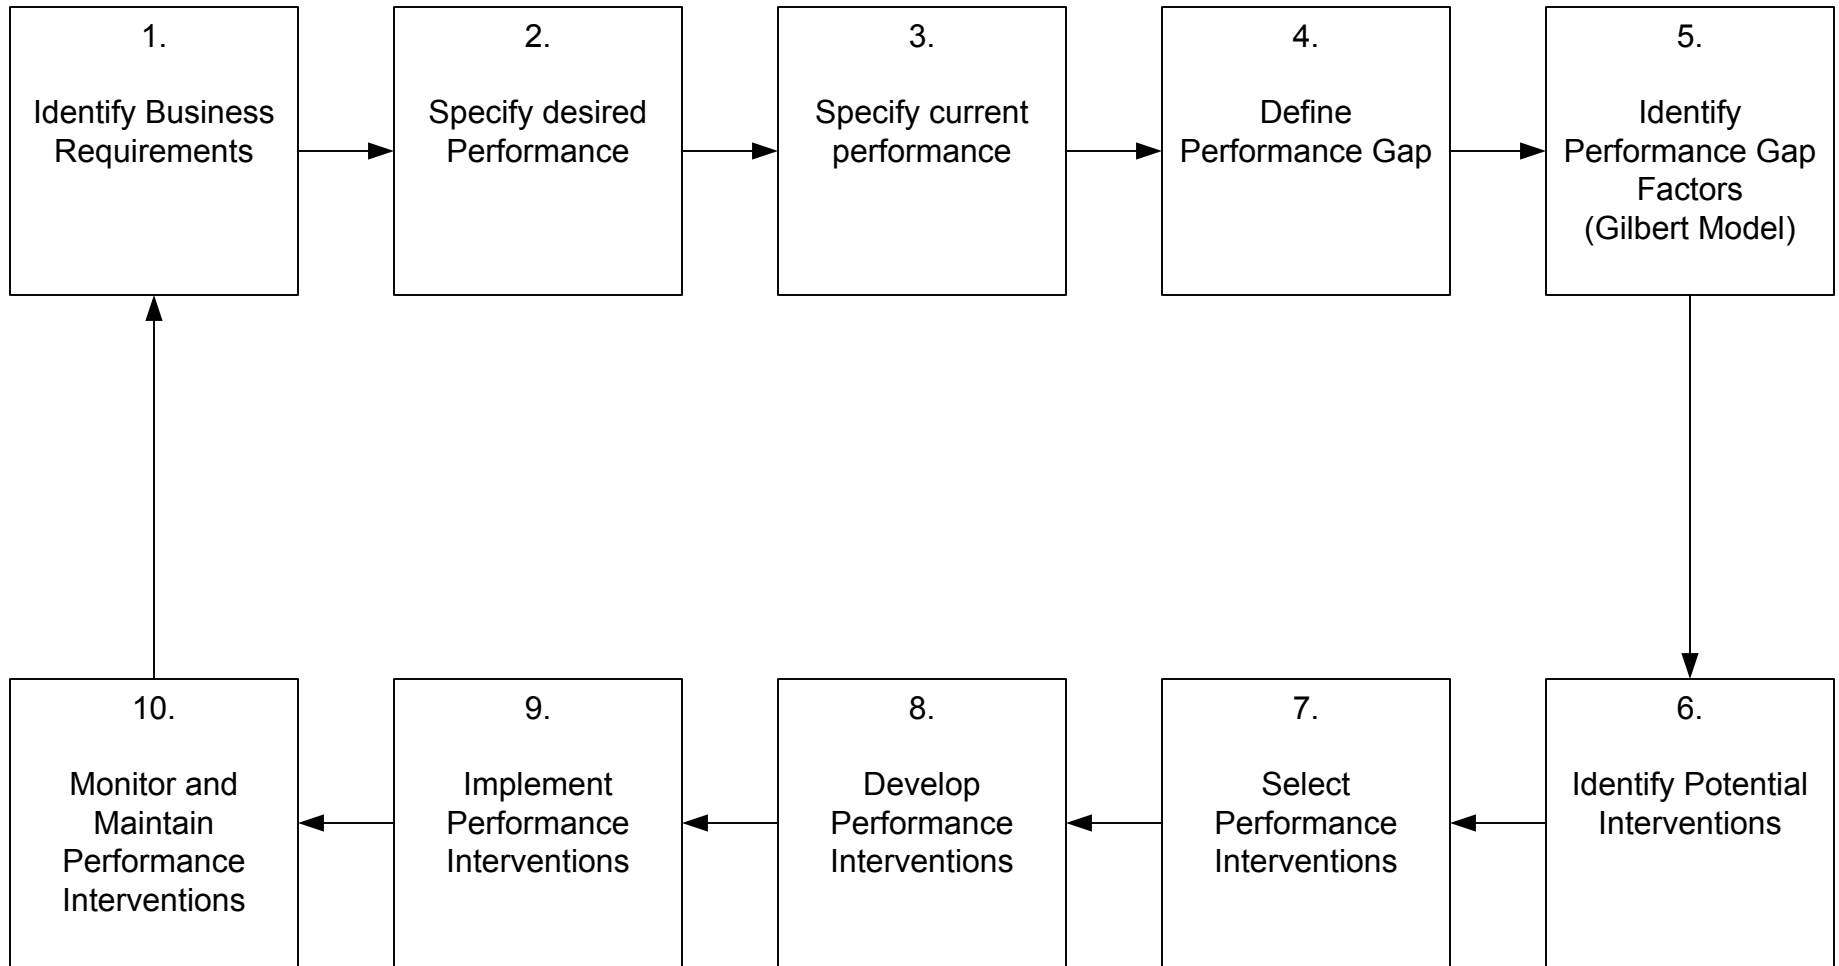 1.
Identify Business
Requirements
2.
Specify desired
Performance
3.
Specify current
performance
4.
Define
Performance Gap
5.
Identify
Performance Gap
Factors
(Gilbert Model)
6.
Identify Potential
Interventions
7.
Select
Performance
Interventions
8.
Develop
Performance
Interventions
9.
Implement
Performance
Interventions
10.
Monitor and
Maintain
Performance
Interventions